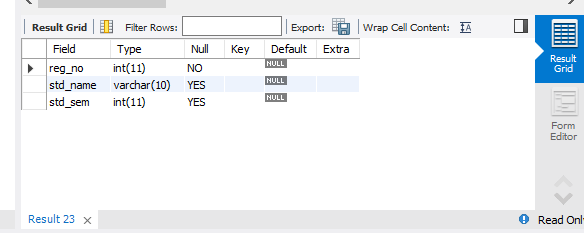 Result Grid Filter Rows: Export: Wrap Cell Content:
Field Type Null Key Default Extra
reg_no int(11) NO NULL
std_name varchar(10) YES NULL
std_sem int(11) YES NULL
Result
Grid
Form
Editor
Result 23
Read Only